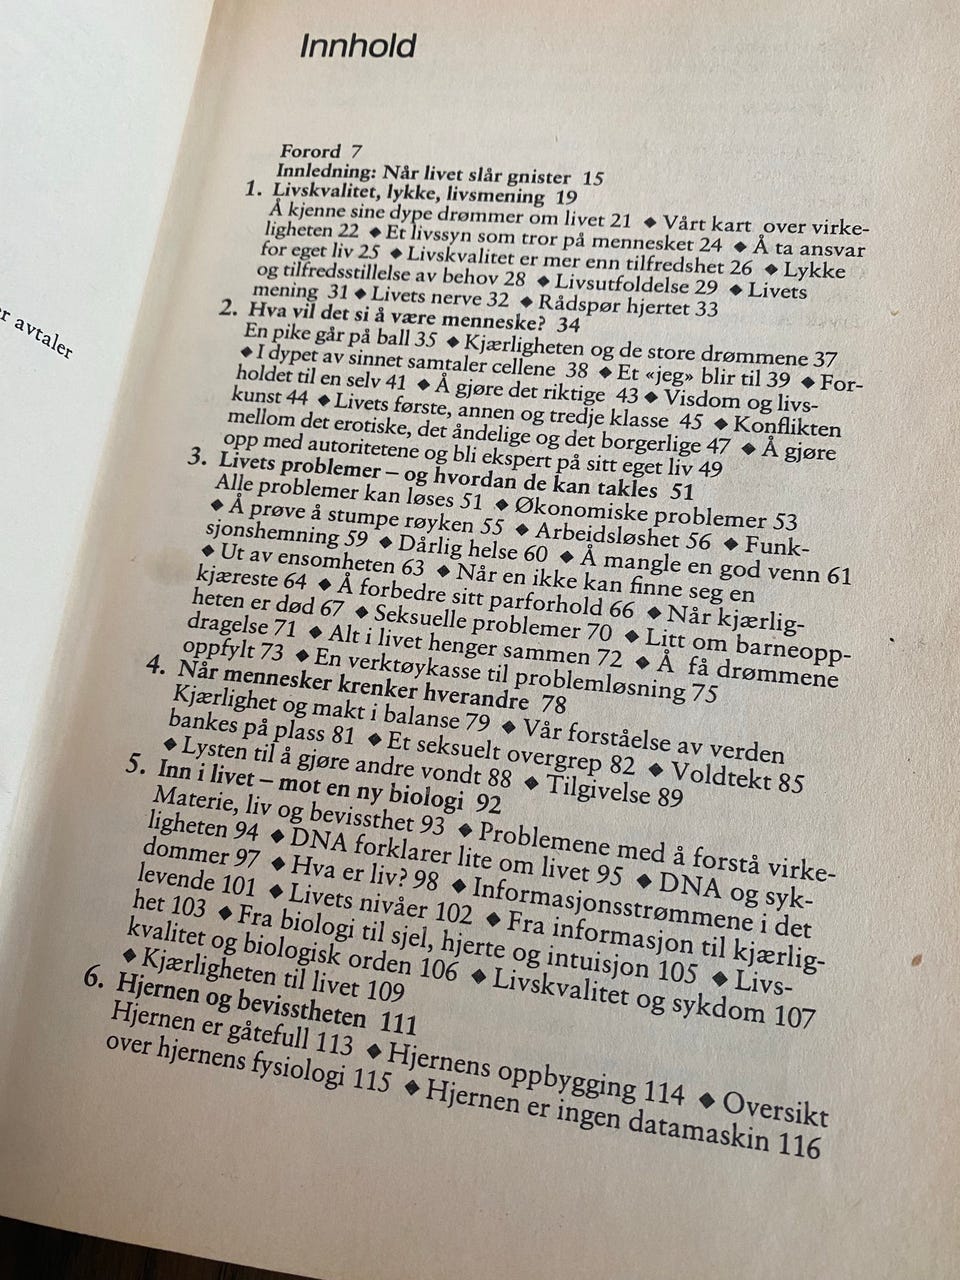 r avtaler
Innhold
Forord 7
Innledning: Når livet slår gnister 15
1. Livskvalitet, lykke, livsmening 19
Å kjenne sine dype drømmer om livet 21 ◆ Vårt kart over virke-
ligheten 22 ◆ Et livssyn som tror på mennesket 24 ◆ Å ta ansvar
for eget liv 25 ◆ Livskvalitet er mer enn tilfredshet 26 ◆ Lykke
og tilfredsstillelse av behov 28 ◆ Livsutfoldelse 29 ◆ Livets
mening 31 ◆ Livets nerve 32 ◆ Rådspør hjertet 33
2. Hva vil det si å være menneske? 34
En pike går på ball 35 ◆ Kjærligheten og de store drømmene 37
◆ I dypet av sinnet samtaler cellene 38 ◆ Et «jeg» blir til 39 ◆ For-
holdet til en selv 41 ◆ Å gjøre det riktige 43 ◆ Visdom og livs-
kunst 44 ◆ Livets første, annen og tredje klasse 45 ◆ Konflikten
mellom det erotiske, det åndelige og det borgerlige 47 ◆ Å gjøre
opp med autoritetene og bli ekspert på sitt eget liv 49
3. Livets problemer – og hvordan de kan takles 51
Alle problemer kan løses 51 ◆ Økonomiske problemer 53
◆ Å prøve å stumpe røyken 55 ◆ Arbeidsløshet 56 ◆ Funk-
sjonshemning 59 ◆ Dårlig helse 60 ◆ Å mangle en god venn 61
◆ Ut av ensomheten 63 ◆ Når en ikke kan finne seg en
kjæreste 64 ◆ Å forbedre sitt parforhold 66 ◆ Når kjærlig-
heten er død 67 ◆ Seksuelle problemer 70 ◆ Litt om barneopp-
dragelse 71 ◆ Alt i livet henger sammen 72 ◆ Å få drømmene
oppfylt 73 ◆ En verktøykasse til problemløsning 75
4. Når mennesker krenker hverandre 78
Kjærlighet og makt i balanse 79 ◆ Vår forståelse av verden
bankes på plass 81 ◆ Et seksuelt overgrep 82 ◆ Voldtekt 85
◆ Lysten til å gjøre andre vondt 88 ◆ Tilgivelse 89
5. Inn i livet – mot en ny biologi 92
Materie, liv og bevissthet 93 ◆ Problemene med å forstå virke-
ligheten 94 ◆ DNA forklarer lite om livet 95 ◆ DNA og syk-
dommer 97 ◆ Hva er liv? 98 ◆ Informasjonsstrømmene i det
levende 101 ◆ Livets nivåer 102 ◆ Fra informasjon til kjærlig-
het 103 ◆ Fra biologi til sjel, hjerte og intuisjon 105 ◆ Livs-
kvalitet og biologisk orden 106 ◆ Livskvalitet og sykdom 107
◆ Kjærligheten til livet 109
6. Hjernen og bevisstheten 111
Hjernen er gåtefull 113 ◆ Hjernens oppbygging 114 ◆ Oversikt
over hjernens fysiologi 115 ◆ Hjernen er ingen datamaskin 116